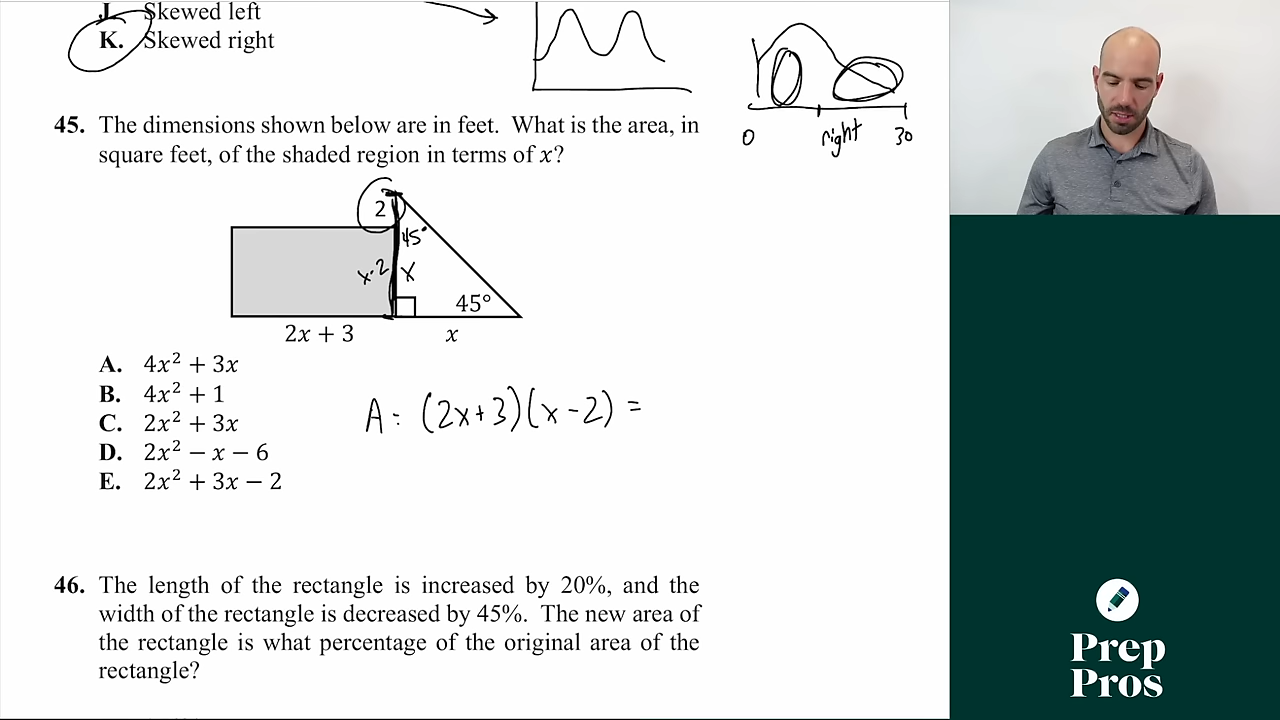 J. Skewed left
K. Skewed right
0 right 30
45. The dimensions shown below are in feet. What is the area, in
square feet, of the shaded region in terms of x?
2
45°
x-2 x
45°
2x + 3 x
A. 4x² + 3x
B. 4x² + 1
C. 2x² + 3x
D. 2x² − x − 6
E. 2x² + 3x − 2
A = (2x+3)(x-2) =
46. The length of the rectangle is increased by 20%, and the
width of the rectangle is decreased by 45%. The new area of
the rectangle is what percentage of the original area of the
rectangle?
Prep
Pros